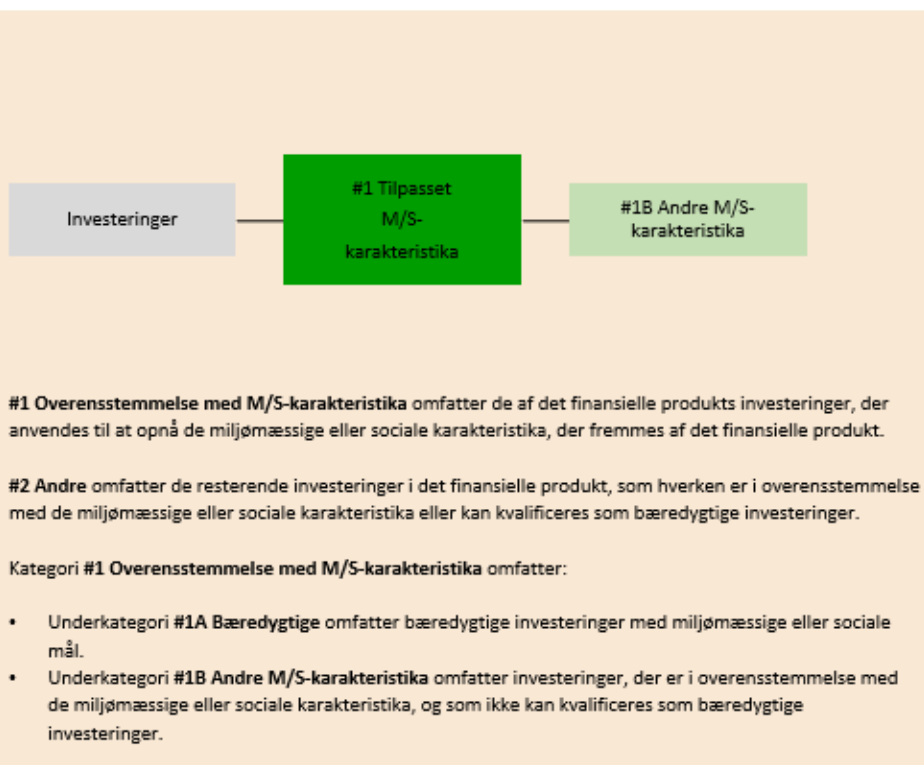 Investeringer
#1 Tilpasset
M/S-
karakteristika
#1B Andre M/S-
karakteristika
#1 Overensstemmelse med M/S-karakteristika omfatter de af det finansielle produkts investeringer, der
anvendes til at opnå de miljømæssige eller sociale karakteristika, der fremmes af det finansielle produkt.
#2 Andre omfatter de resterende investeringer i det finansielle produkt, som hverken er i overensstemmelse
med de miljømæssige eller sociale karakteristika eller kan kvalificeres som bæredygtige investeringer.
Kategori #1 Overensstemmelse med M/S-karakteristika omfatter:
• Underkategori #1A Bæredygtige omfatter bæredygtige investeringer med miljømæssige eller sociale
mål.
• Underkategori #1B Andre M/S-karakteristika omfatter investeringer, der er i overensstemmelse med
de miljømæssige eller sociale karakteristika, og som ikke kan kvalificeres som bæredygtige
investeringer.